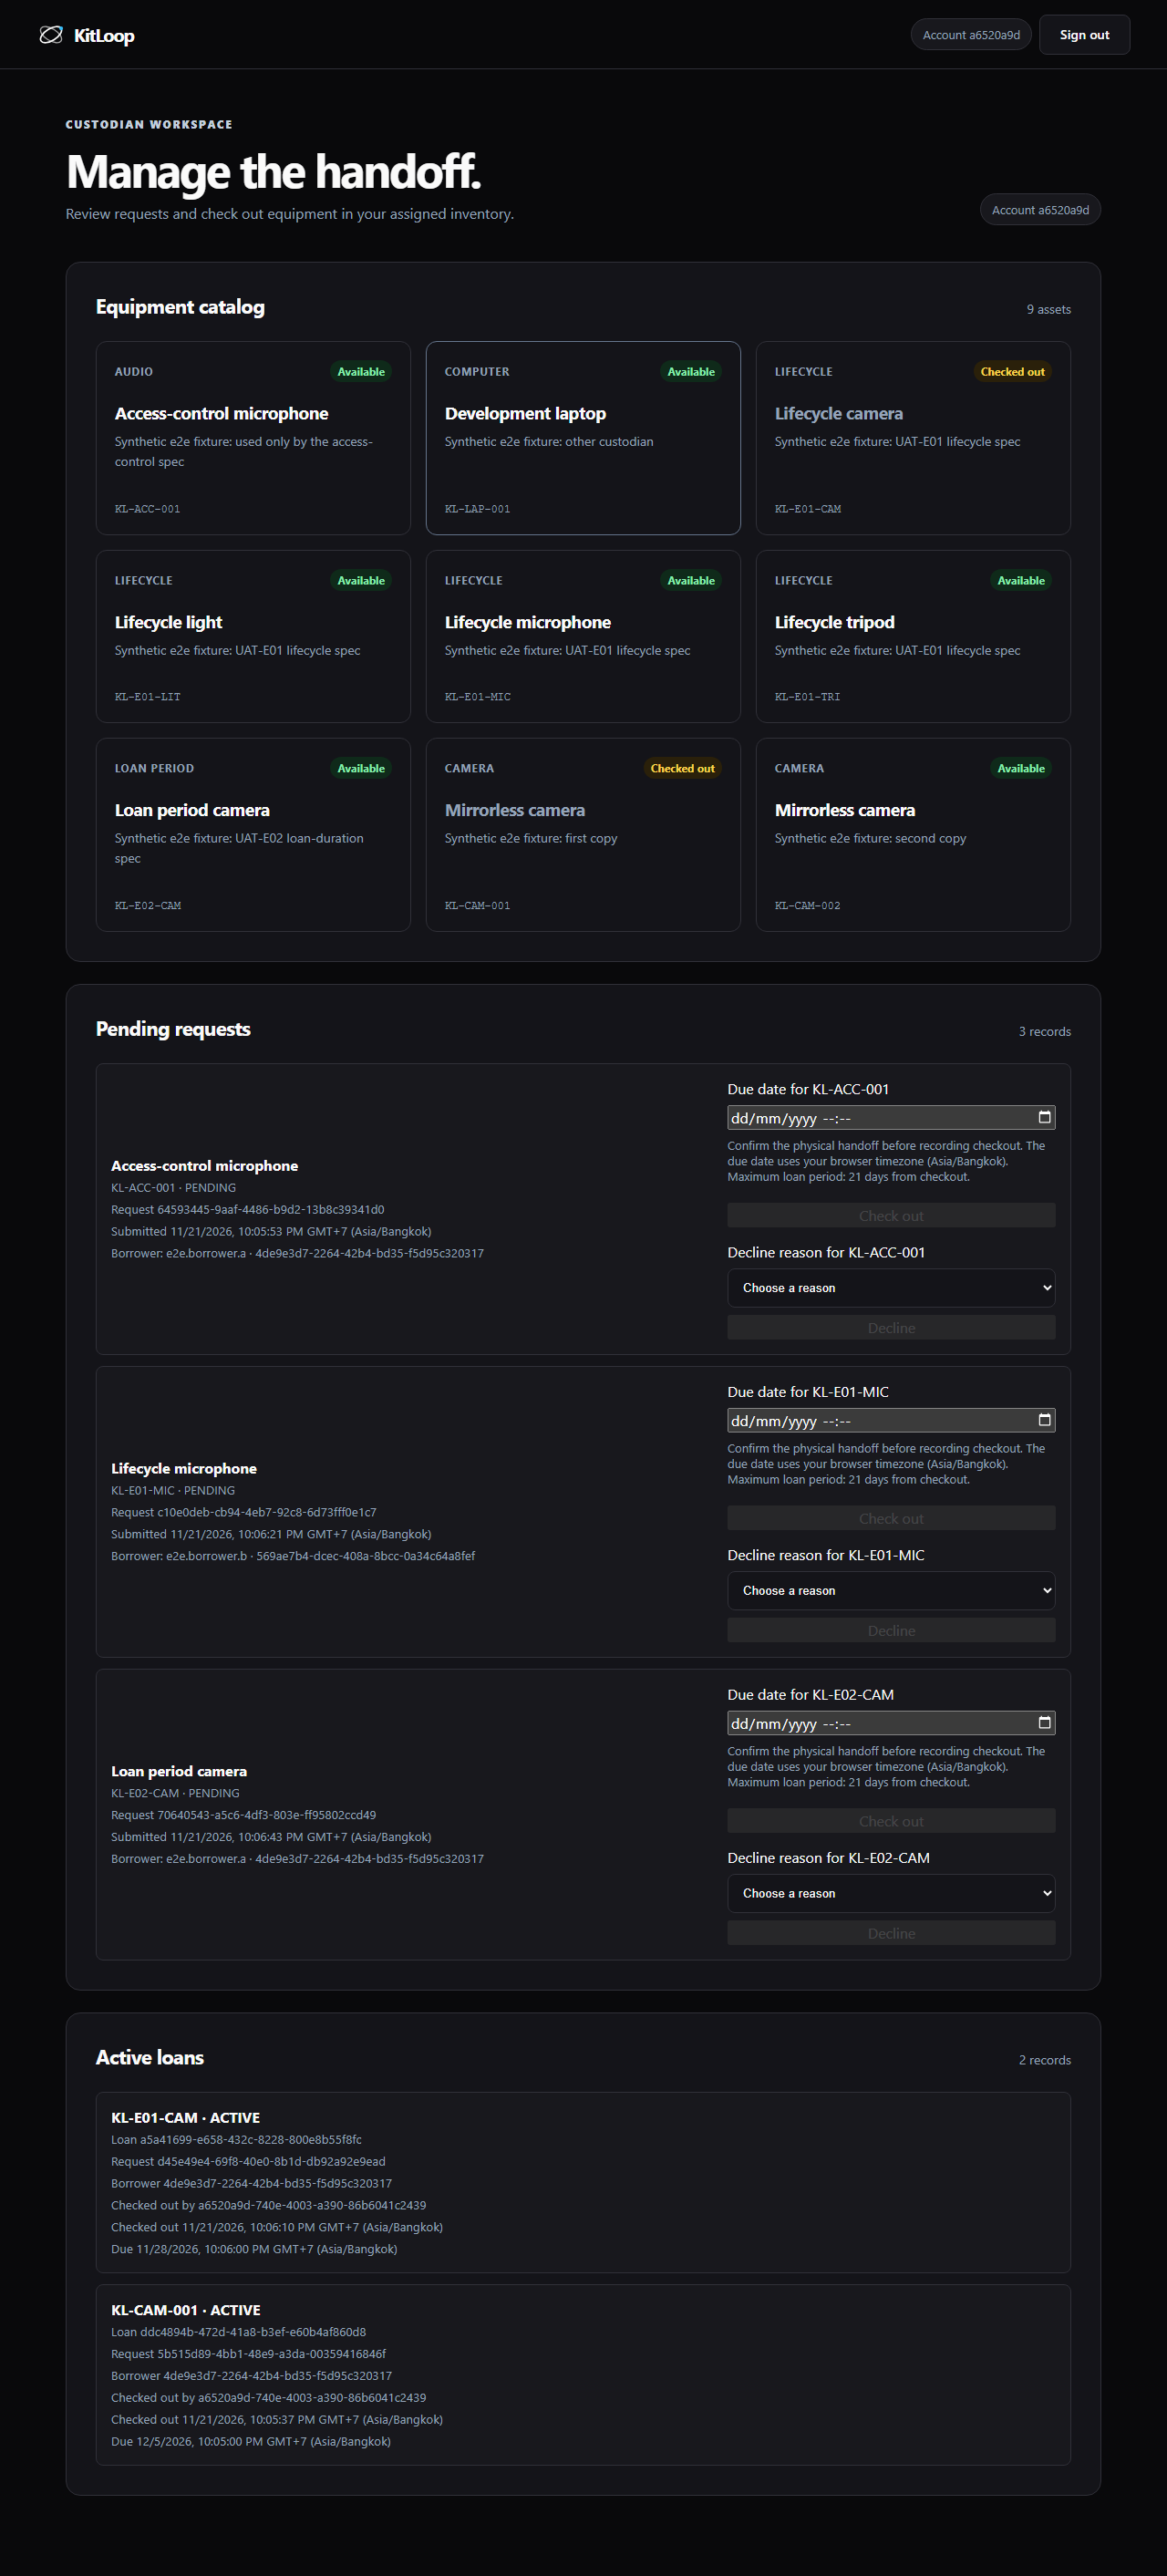 KitLoop
Account a6520a9d
Sign out
CUSTODIAN WORKSPACE
Manage the handoff.
Review requests and check out equipment in your assigned inventory.
Account a6520a9d
Equipment catalog
9 assets
AUDIO
Available
Access-control microphone
Synthetic e2e fixture: used only by the access-
control spec
KL-ACC-001
COMPUTER
Available
Development laptop
Synthetic e2e fixture: other custodian
KL-LAP-001
LIFECYCLE
Checked out
Lifecycle camera
Synthetic e2e fixture: UAT-E01 lifecycle spec
KL-E01-CAM
LIFECYCLE
Available
Lifecycle light
Synthetic e2e fixture: UAT-E01 lifecycle spec
KL-E01-LIT
LIFECYCLE
Available
Lifecycle microphone
Synthetic e2e fixture: UAT-E01 lifecycle spec
KL-E01-MIC
LIFECYCLE
Available
Lifecycle tripod
Synthetic e2e fixture: UAT-E01 lifecycle spec
KL-E01-TRI
LOAN PERIOD
Available
Loan period camera
Synthetic e2e fixture: UAT-E02 loan-duration
spec
KL-E02-CAM
CAMERA
Checked out
Mirrorless camera
Synthetic e2e fixture: first copy
KL-CAM-001
CAMERA
Available
Mirrorless camera
Synthetic e2e fixture: second copy
KL-CAM-002
Pending requests
3 records
Access-control microphone
KL-ACC-001 · PENDING
Request 64593445-9aaf-4486-b9d2-13b8c39341d0
Submitted 11/21/2026, 10:05:53 PM GMT+7 (Asia/Bangkok)
Borrower: e2e.borrower.a · 4de9e3d7-2264-42b4-bd35-f5d95c320317
Due date for KL-ACC-001
dd/mm/yyyy --:--
Confirm the physical handoff before recording checkout. The
due date uses your browser timezone (Asia/Bangkok).
Maximum loan period: 21 days from checkout.
Check out
Decline reason for KL-ACC-001
Choose a reason
Decline
Lifecycle microphone
KL-E01-MIC · PENDING
Request c10e0deb-cb94-4eb7-92c8-6d73fff0e1c7
Submitted 11/21/2026, 10:06:21 PM GMT+7 (Asia/Bangkok)
Borrower: e2e.borrower.b · 569ae7b4-dcec-408a-8bcc-0a34c64a8fef
Due date for KL-E01-MIC
dd/mm/yyyy --:--
Confirm the physical handoff before recording checkout. The
due date uses your browser timezone (Asia/Bangkok).
Maximum loan period: 21 days from checkout.
Check out
Decline reason for KL-E01-MIC
Choose a reason
Decline
Loan period camera
KL-E02-CAM · PENDING
Request 70640543-a5c6-4df3-803e-ff95802ccd49
Submitted 11/21/2026, 10:06:43 PM GMT+7 (Asia/Bangkok)
Borrower: e2e.borrower.a · 4de9e3d7-2264-42b4-bd35-f5d95c320317
Due date for KL-E02-CAM
dd/mm/yyyy --:--
Confirm the physical handoff before recording checkout. The
due date uses your browser timezone (Asia/Bangkok).
Maximum loan period: 21 days from checkout.
Check out
Decline reason for KL-E02-CAM
Choose a reason
Decline
Active loans
2 records
KL-E01-CAM · ACTIVE
Loan a5a41699-e658-432c-8228-800e8b55f8fc
Request d45e49e4-69f8-40e0-8b1d-db92a92e9ead
Borrower 4de9e3d7-2264-42b4-bd35-f5d95c320317
Checked out by a6520a9d-740e-4003-a390-86b6041c2439
Checked out 11/21/2026, 10:06:10 PM GMT+7 (Asia/Bangkok)
Due 11/28/2026, 10:06:00 PM GMT+7 (Asia/Bangkok)
KL-CAM-001 · ACTIVE
Loan ddc4894b-472d-41a8-b3ef-e60b4af860d8
Request 5b515d89-4bb1-48e9-a3da-00359416846f
Borrower 4de9e3d7-2264-42b4-bd35-f5d95c320317
Checked out by a6520a9d-740e-4003-a390-86b6041c2439
Checked out 11/21/2026, 10:05:37 PM GMT+7 (Asia/Bangkok)
Due 12/5/2026, 10:05:00 PM GMT+7 (Asia/Bangkok)